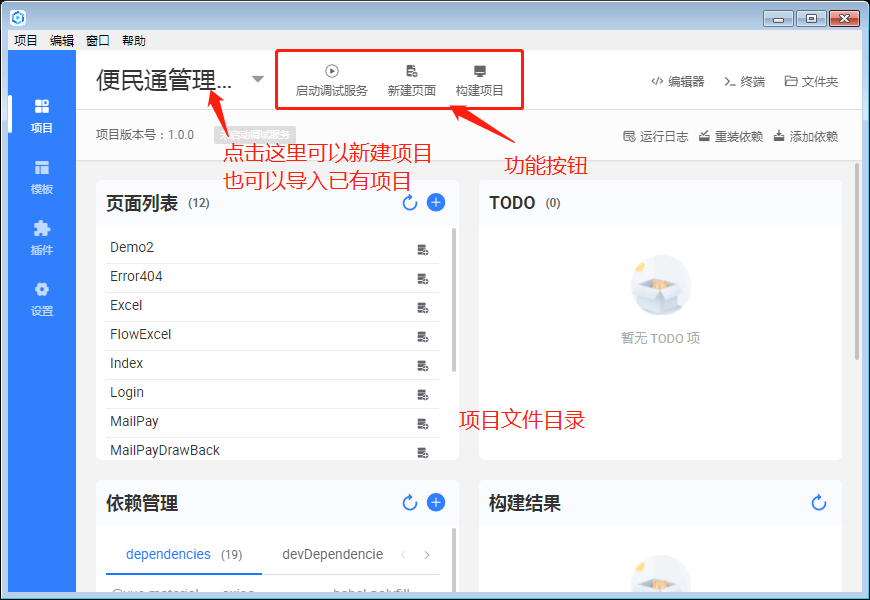 项目 编辑 窗口 帮助
便民通管理...
启动调试服务 新建页面 构建项目
编辑器 终端 文件夹
项目
项目版本号：1.0.0 未启动调试服务
运行日志 重装依赖 添加依赖
点击这里可以新建项目
也可以导入已有项目
功能按钮
模板
插件
设置
页面列表 (12)
Demo2
Error404
Excel
FlowExcel
Index
Login
MailPay
MailPayDrawBack
TODO (0)
暂无 TODO 项
项目文件目录
依赖管理
dependencies (19) devDependencie
构建结果